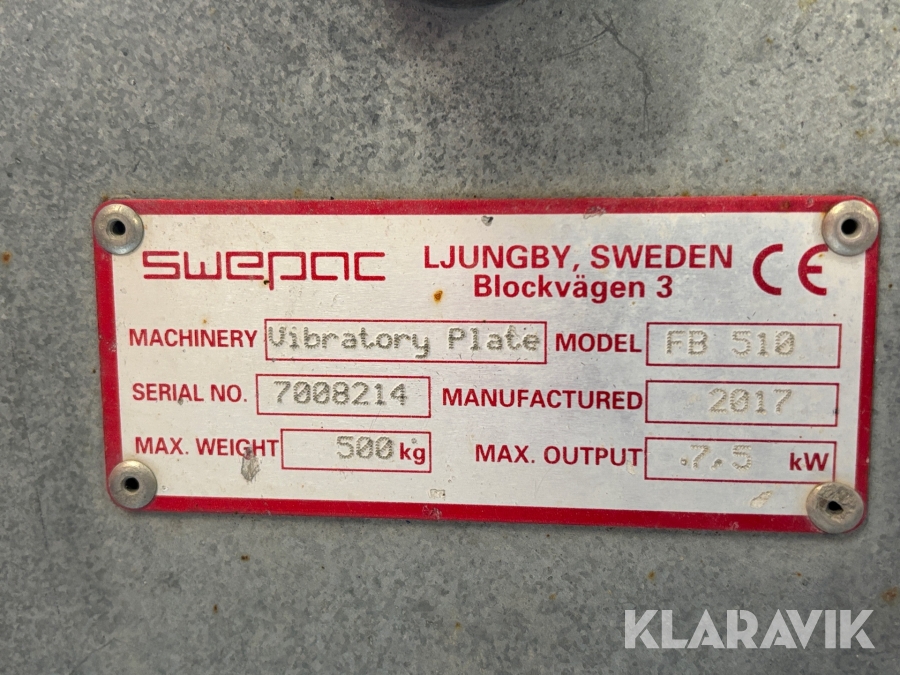 swepac LJUNGBY, SWEDEN CE
Blockvägen 3
MACHINERY Vibratory Plate MODEL FB 510
SERIAL NO. 7008214 MANUFACTURED 2017
MAX. WEIGHT 500 kg MAX. OUTPUT .7.5 kW
KLARAVIK